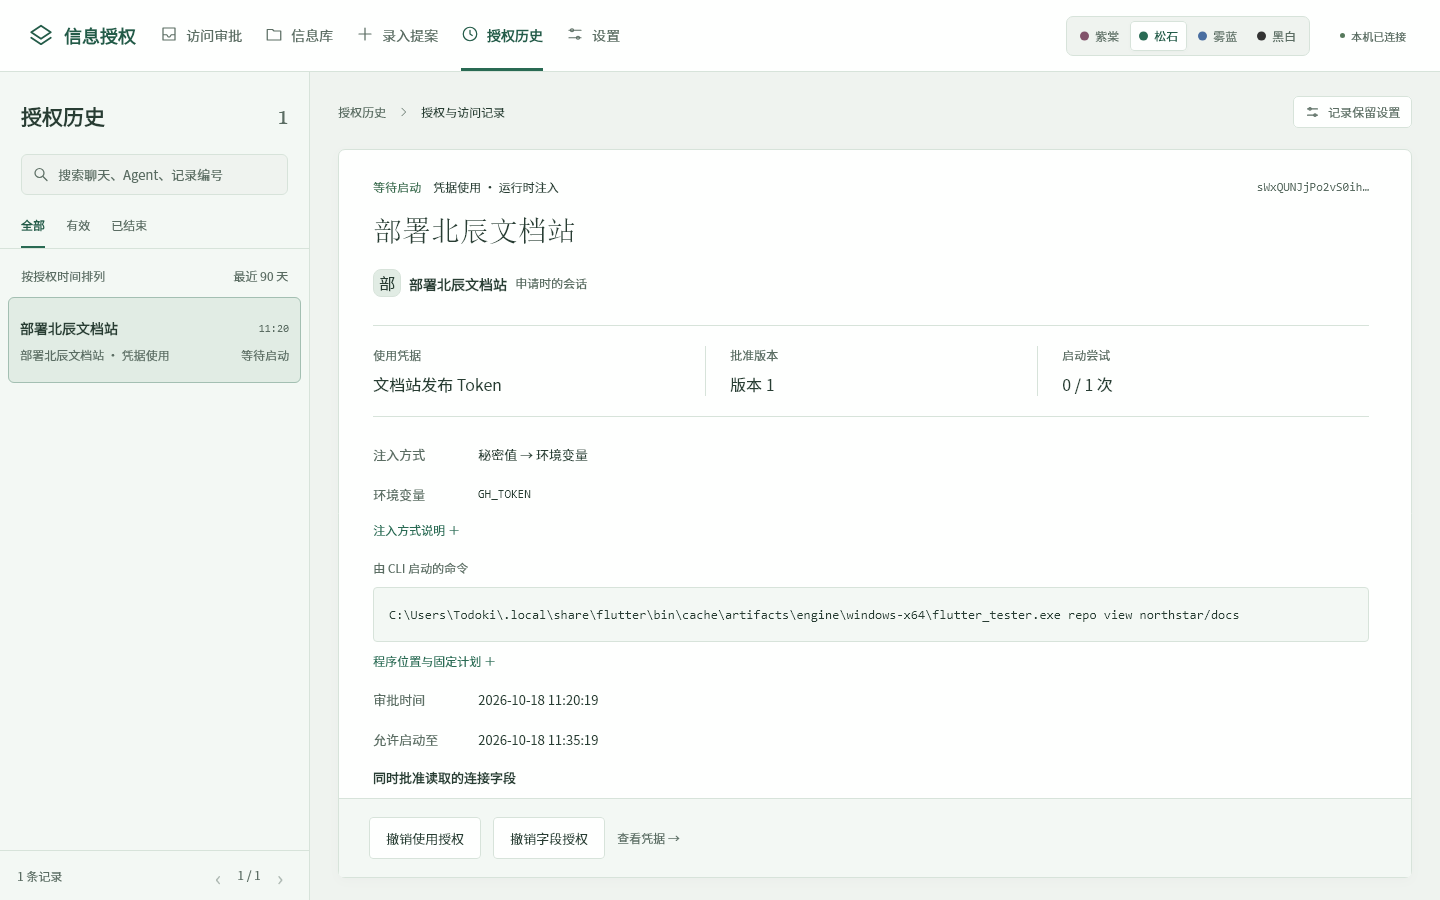 信息授权
访问审批
信息库
录入提案
授权历史
设置
紫棠
松石
雾蓝
黑白
本机已连接
授权历史
1
搜索聊天、Agent、记录编号
全部
有效
已结束
按授权时间排列
最近 90 天
部署北辰文档站
11:20
部署北辰文档站 · 凭据使用
等待启动
1 条记录
1 / 1
授权历史
授权与访问记录
记录保留设置
等待启动
凭据使用 · 运行时注入
sWxQUNJjPo2vS0ih…
部署北辰文档站
部
部署北辰文档站
申请时的会话
使用凭据
文档站发布 Token
批准版本
版本 1
启动尝试
0 / 1 次
注入方式
秘密值 → 环境变量
环境变量
GH_TOKEN
注入方式说明 +
由 CLI 启动的命令
C:\Users\Todoki\.local\share\flutter\bin\cache\artifacts\engine\windows-x64\flutter_tester.exe repo view northstar/docs
程序位置与固定计划 +
审批时间
2026-10-18 11:20:19
允许启动至
2026-10-18 11:35:19
同时批准读取的连接字段
撤销使用授权
撤销字段授权
查看凭据 →